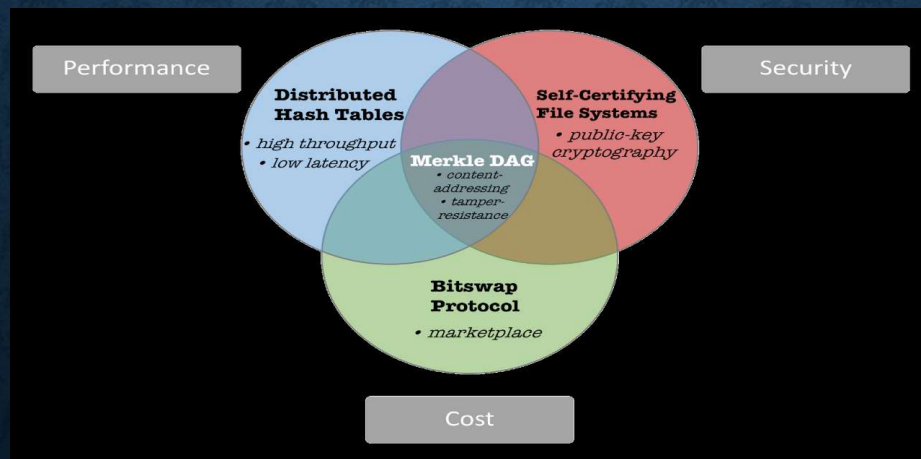 Performance
Security
Distributed
Hash Tables
• high throughput
• low latency
Self-Certifying
File Systems
• public-key
cryptography
Merkle DAG
• content-
addressing
• tamper-
resistance
Bitswap
Protocol
• marketplace
Cost